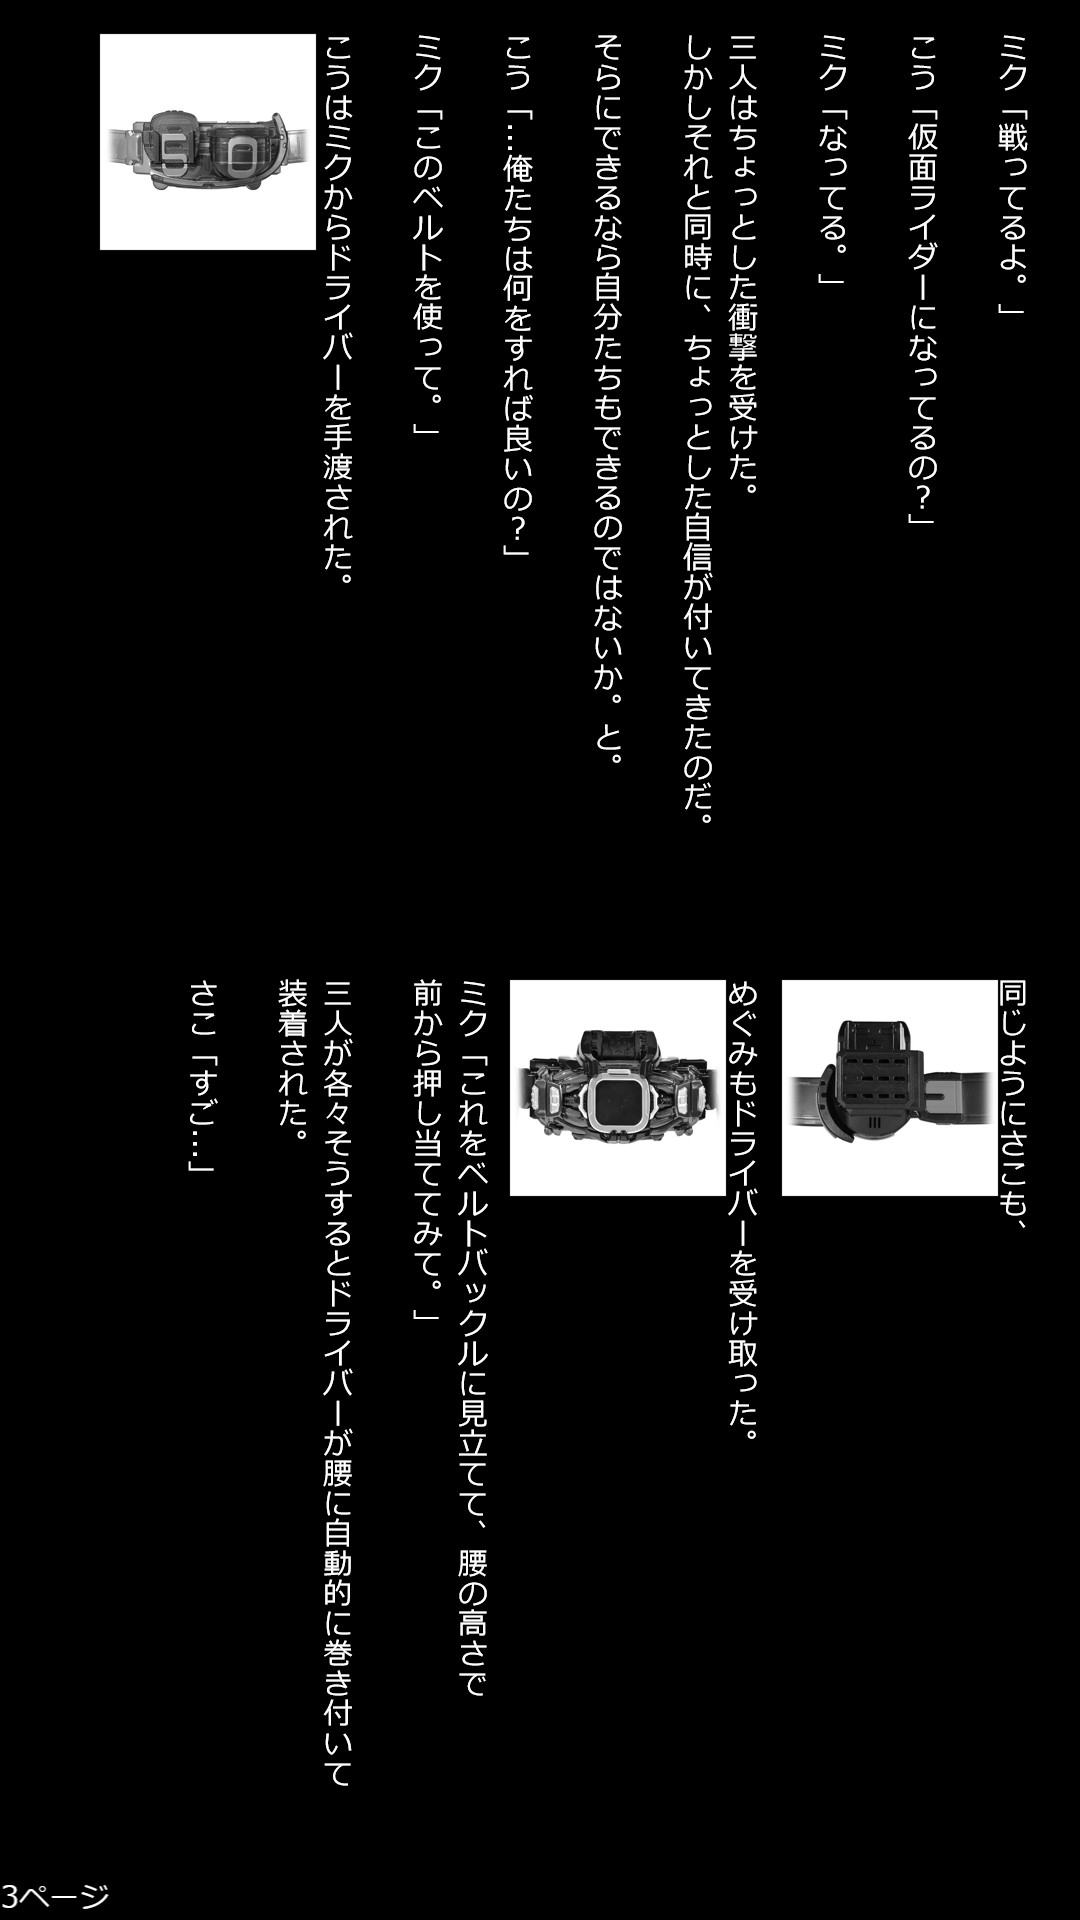 ミク「戦ってるよ。」
こう「仮面ライダーになってるの？」
ミク「なってる。」
三人はちょっとした衝撃を受けた。
しかしそれと同時に、ちょっとした自信が付いてきたのだ。
そらにできるなら自分たちもできるのではないか。と。
こう「…俺たちは何をすれば良いの？」
ミク「このベルトを使って。」
こうはミクからドライバーを手渡された。
50
同じようにさこも、
めぐみもドライバーを受け取った。
ミク「これをベルトバックルに見立てて、腰の高さで
前から押し当ててみて。」
三人が各々そうするとドライバーが腰に自動的に巻き付いて
装着された。
さこ「すご…」
3ページ